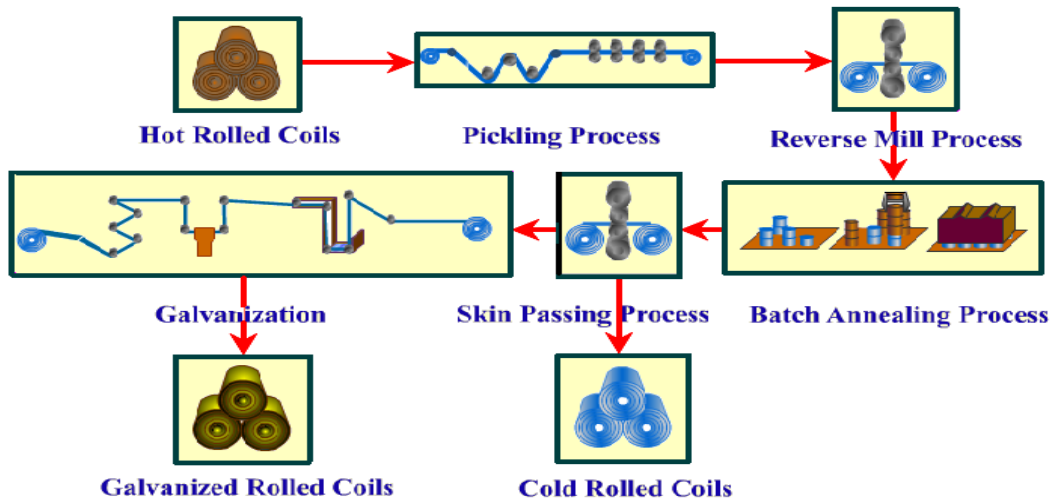 Hot Rolled Coils
Pickling Process
Reverse Mill Process
Galvanization
Skin Passing Process
Batch Annealing Process
Galvanized Rolled Coils
Cold Rolled Coils